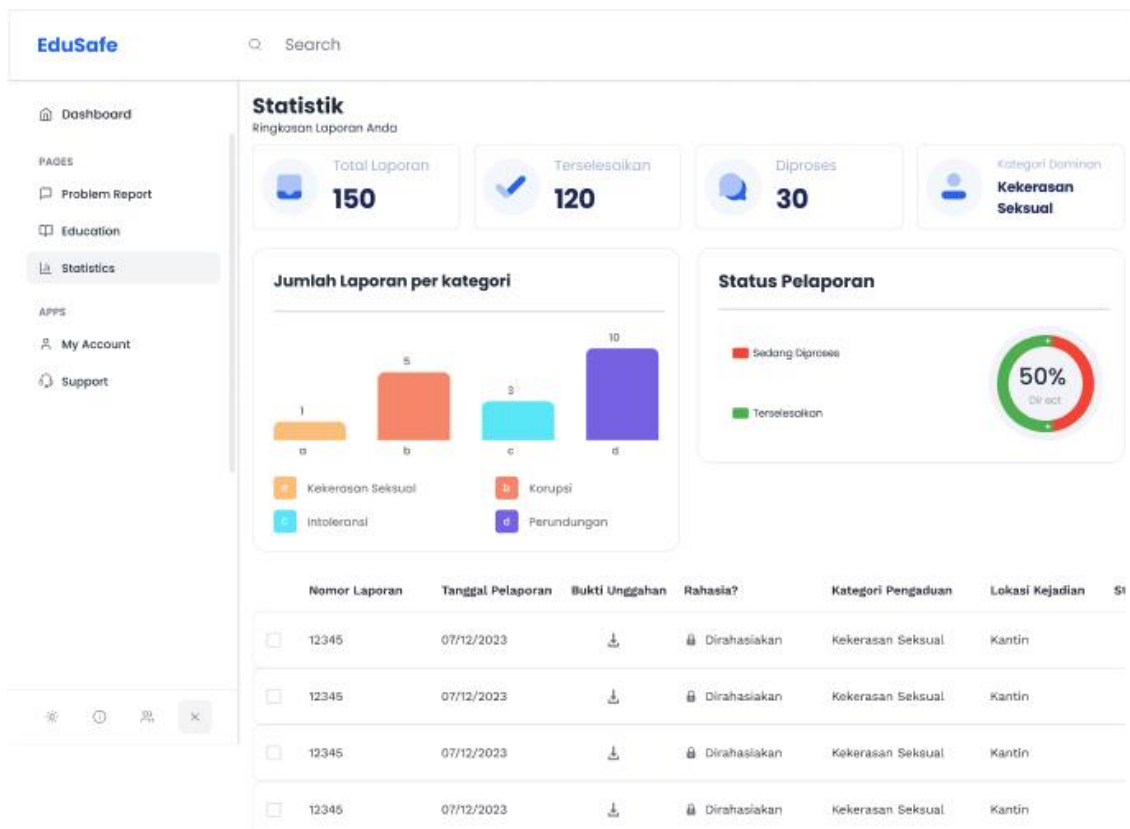 EduSafe
Search
Dashboard
PAGES
Problem Report
Education
Statistics
APPS
My Account
Support
Statistik
Ringkasan Laporan Anda
Total Laporan
150
Terselesaikan
120
Diproses
30
Kategori Dominan
Kekerasan
Seksual
Jumlah Laporan per kategori
1
5
3
10
a b c d
Kekerasan Seksual
b Korupsi
c Intoleransi
d Perundungan
Status Pelaporan
Sedang Diproses
Terselesaikan
50%
Direct
Nomor Laporan Tanggal Pelaporan Bukti Unggahan Rahasia? Kategori Pengaduan Lokasi Kejadian
12345 07/12/2023 Dirahasiakan Kekerasan Seksual Kantin
12345 07/12/2023 Dirahasiakan Kekerasan Seksual Kantin
12345 07/12/2023 Dirahasiakan Kekerasan Seksual Kantin
12345 07/12/2023 Dirahasiakan Kekerasan Seksual Kantin